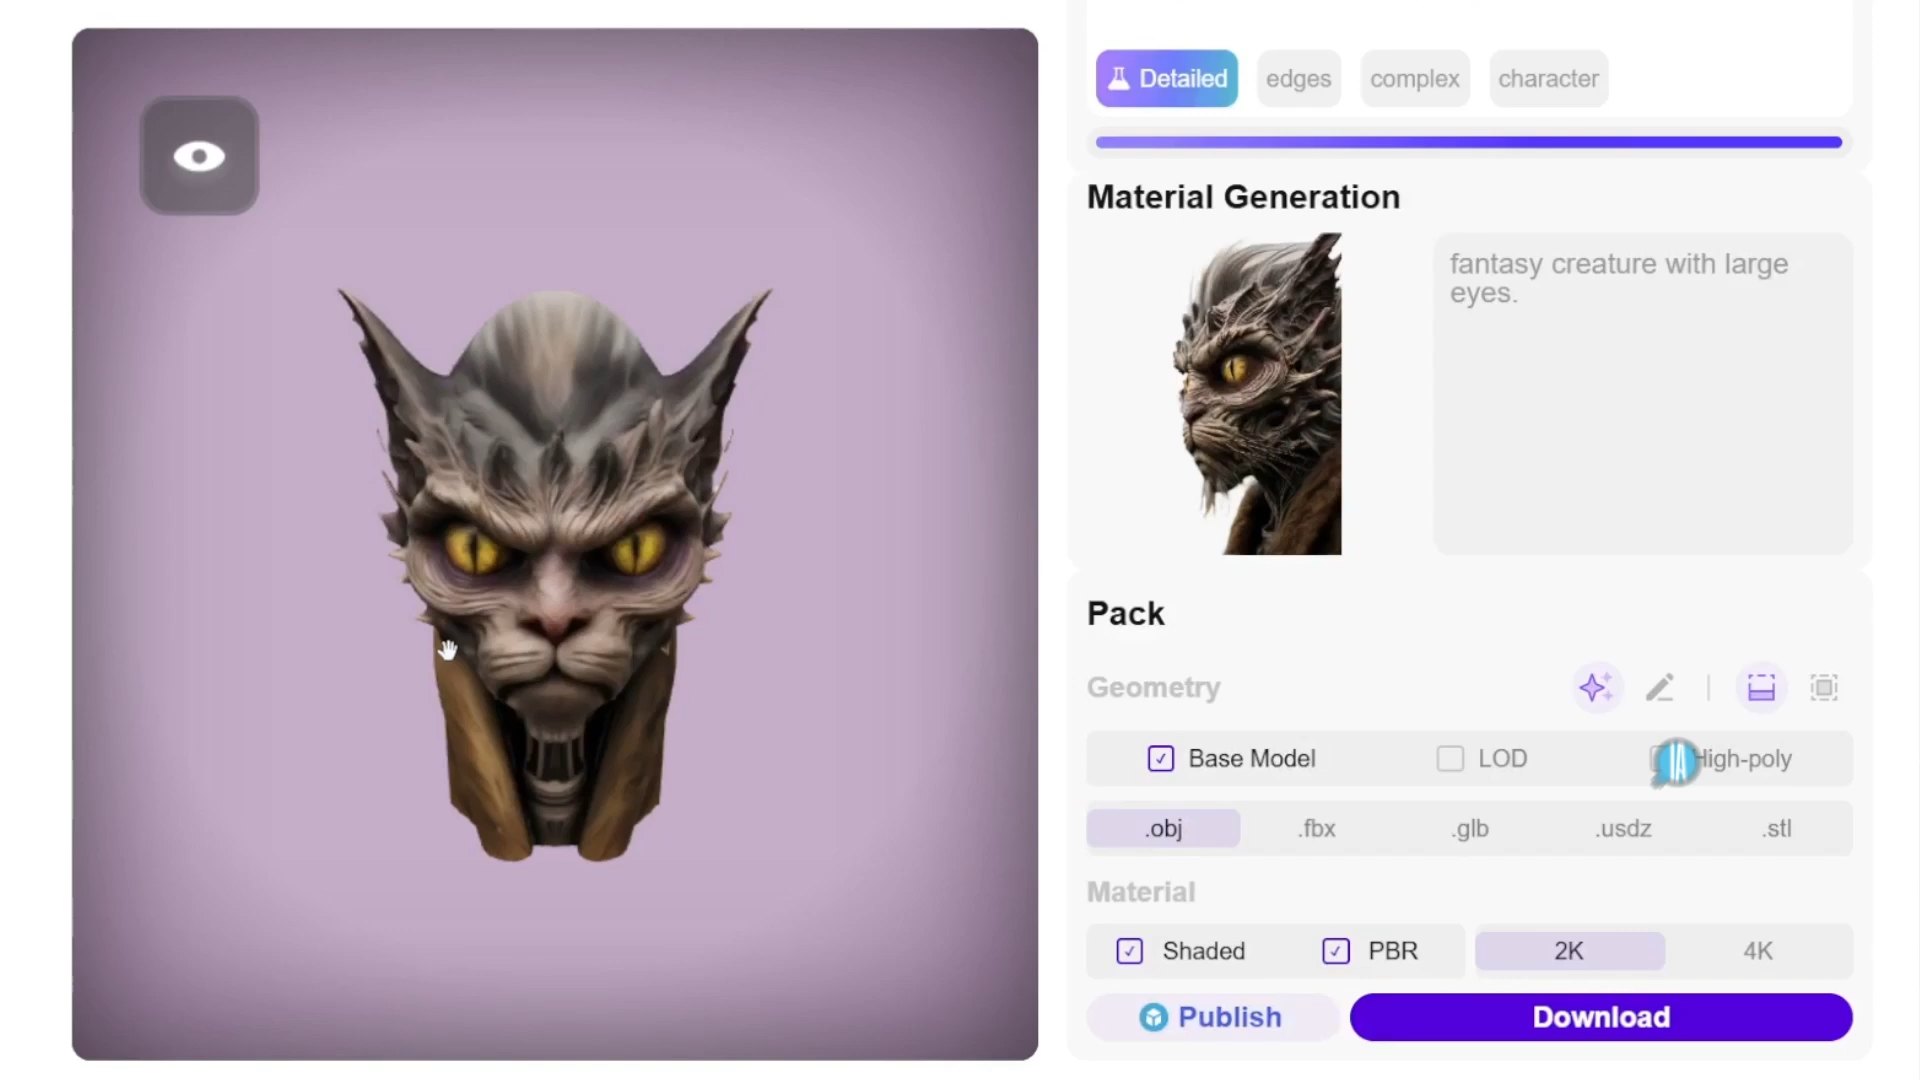 Detailed
edges
complex
character
Material Generation
fantasy creature with large
eyes.
Pack
Geometry
Base Model
LOD
High-poly
.obj
.fbx
.glb
.usdz
.stl
Material
Shaded
PBR
2K
4K
Publish
Download